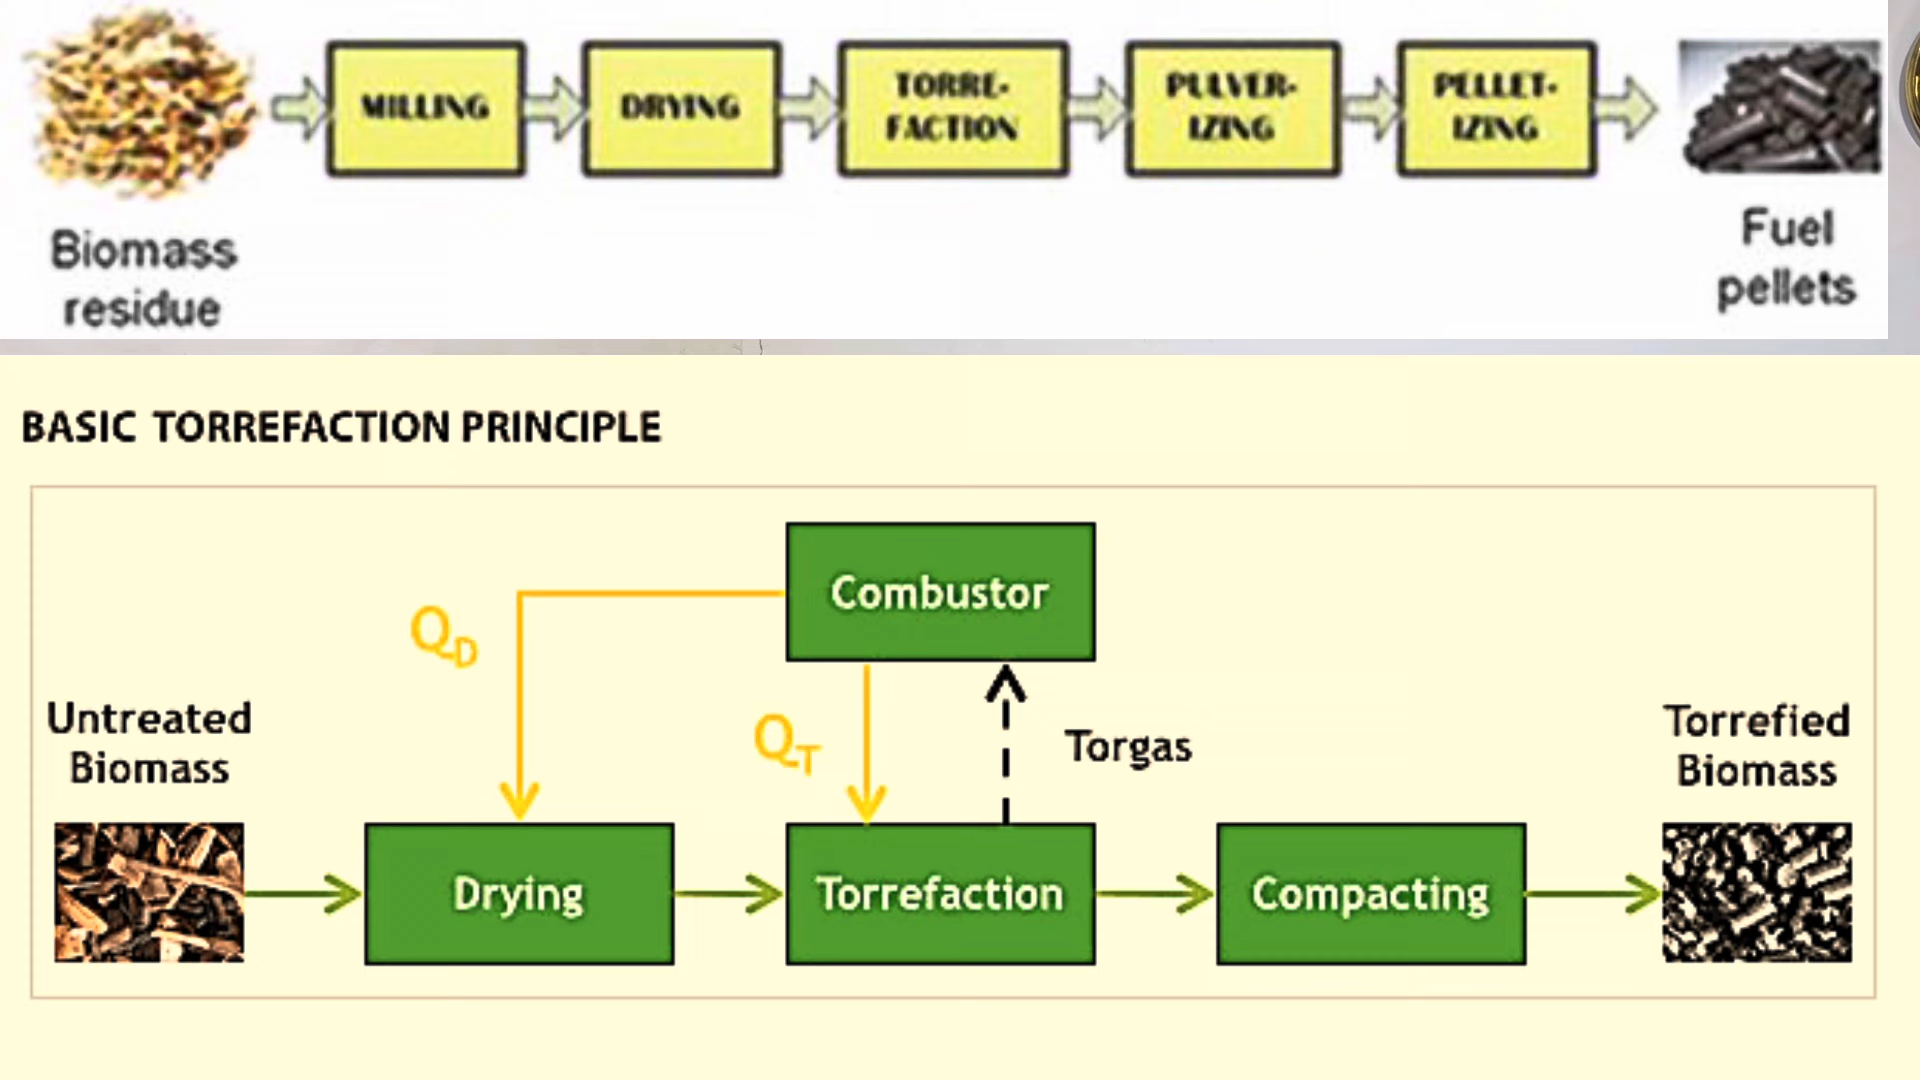 MILLING
DRYING
TORRE-
FACTION
PULVER-
IZING
PELLET-
IZING
Biomass
residue
Fuel
pellets
BASIC TORREFACTION PRINCIPLE
Combustor
QD
Untreated
Biomass
QT
Torgas
Torrefied
Biomass
Drying
Torrefaction
Compacting